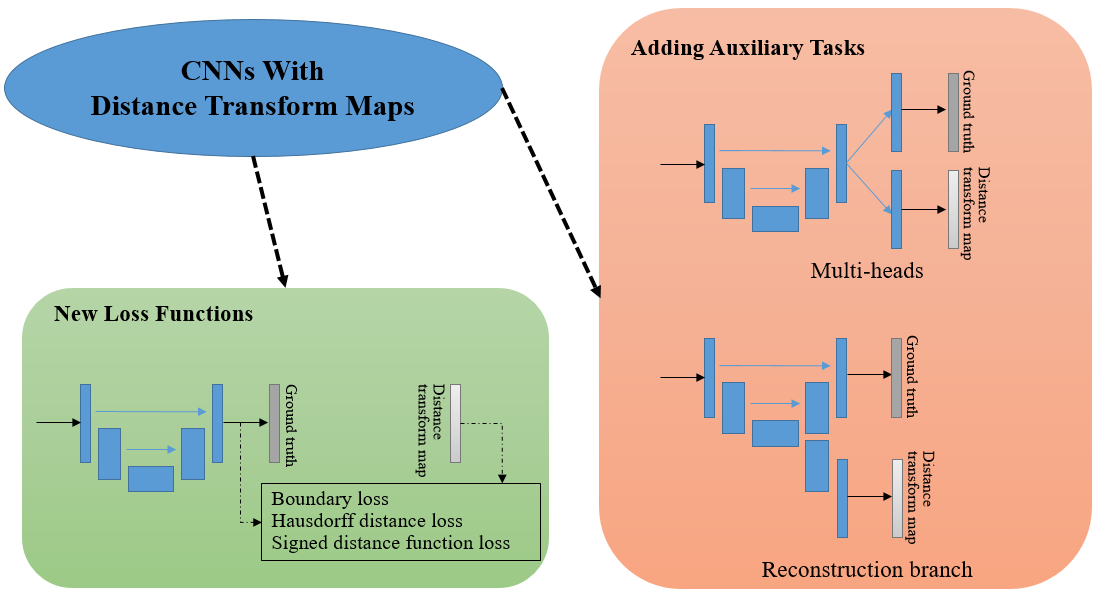 CNNs With
Distance Transform Maps
New Loss Functions
Ground truth
Distance
transform map
Boundary loss
Hausdorff distance loss
Signed distance function loss
Adding Auxiliary Tasks
Ground truth
Distance
transform map
Multi-heads
Ground truth
Distance
transform map
Reconstruction branch